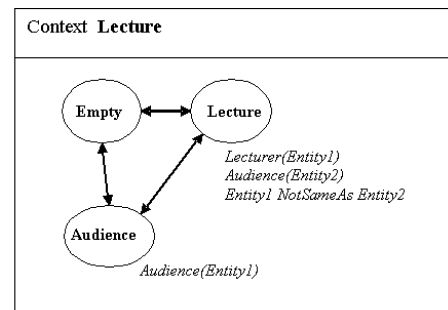 Context Lecture
Empty
Lecture
Lecturer(Entity1)
Audience(Entity2)
Entity1 NotSameAs Entity2
Audience
Audience(Entity1)